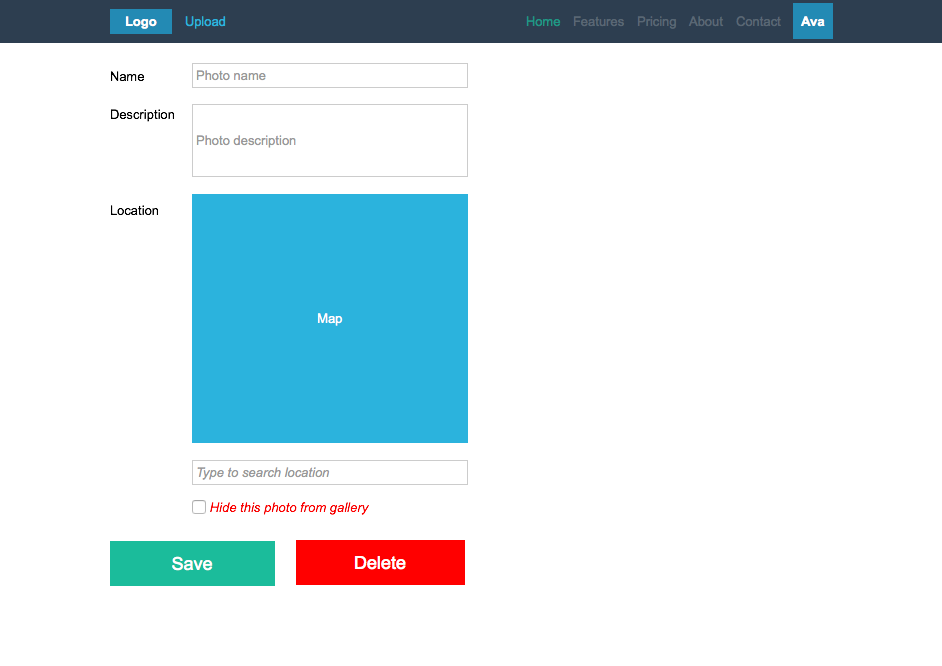 Logo Upload Home Features Pricing About Contact Ava
Name Photo name
Description Photo description
Location
Map
Type to search location
Hide this photo from gallery
Save Delete